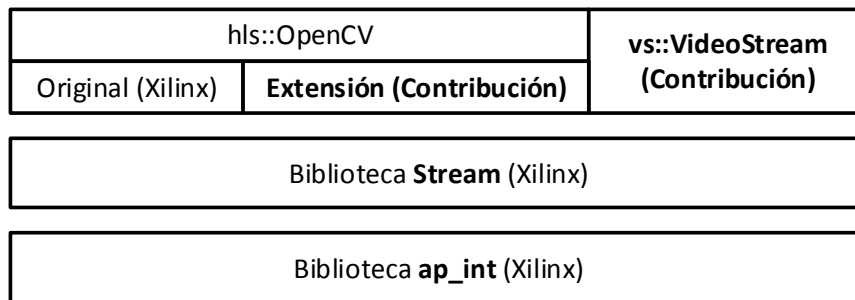 hls::OpenCV
vs::VideoStream
(Contribución)
Original (Xilinx)
Extensión (Contribución)
Biblioteca Stream (Xilinx)
Biblioteca ap_int (Xilinx)